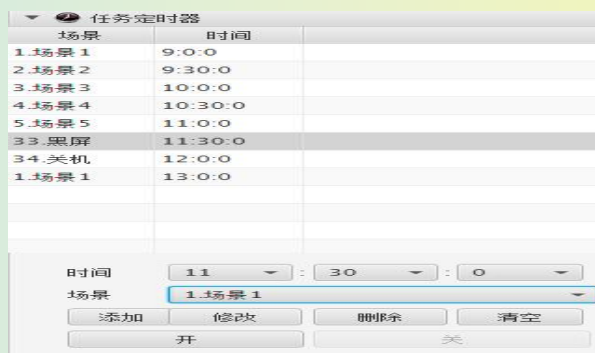 任务定时器
场景 时间
1.场景1 9:0:0
2.场景2 9:30:0
3.场景3 10:0:0
4.场景4 10:30:0
5.场景5 11:0:0
33.黑屏 11:30:0
34.关机 12:0:0
1.场景1 13:0:0
时间 11 : 30 : 0
场景 1.场景1
添加 修改 删除 清空
开 关